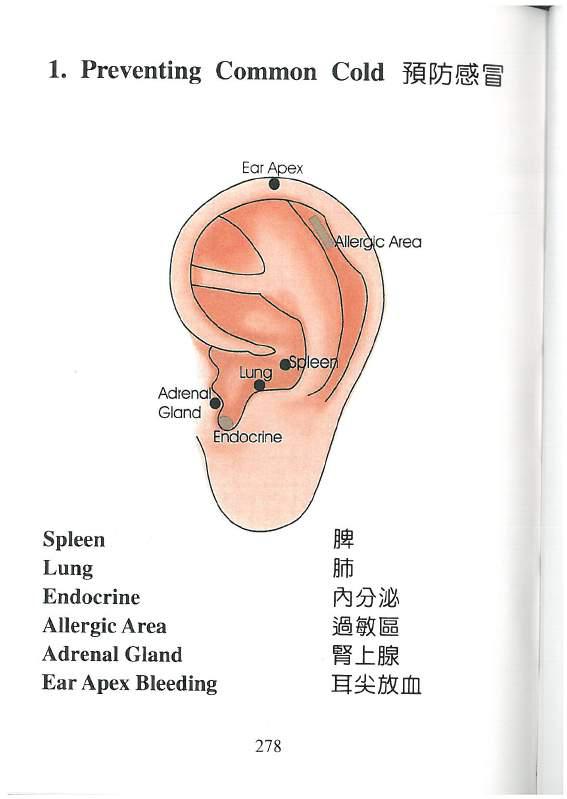 1. Preventing Common Cold 預防感冒
Ear Apex
Allergic Area
Spleen
Lung
Adrenal
Gland
Endocrine
Spleen 脾
Lung 肺
Endocrine 內分泌
Allergic Area 過敏區
Adrenal Gland 腎上腺
Ear Apex Bleeding 耳尖放血
278